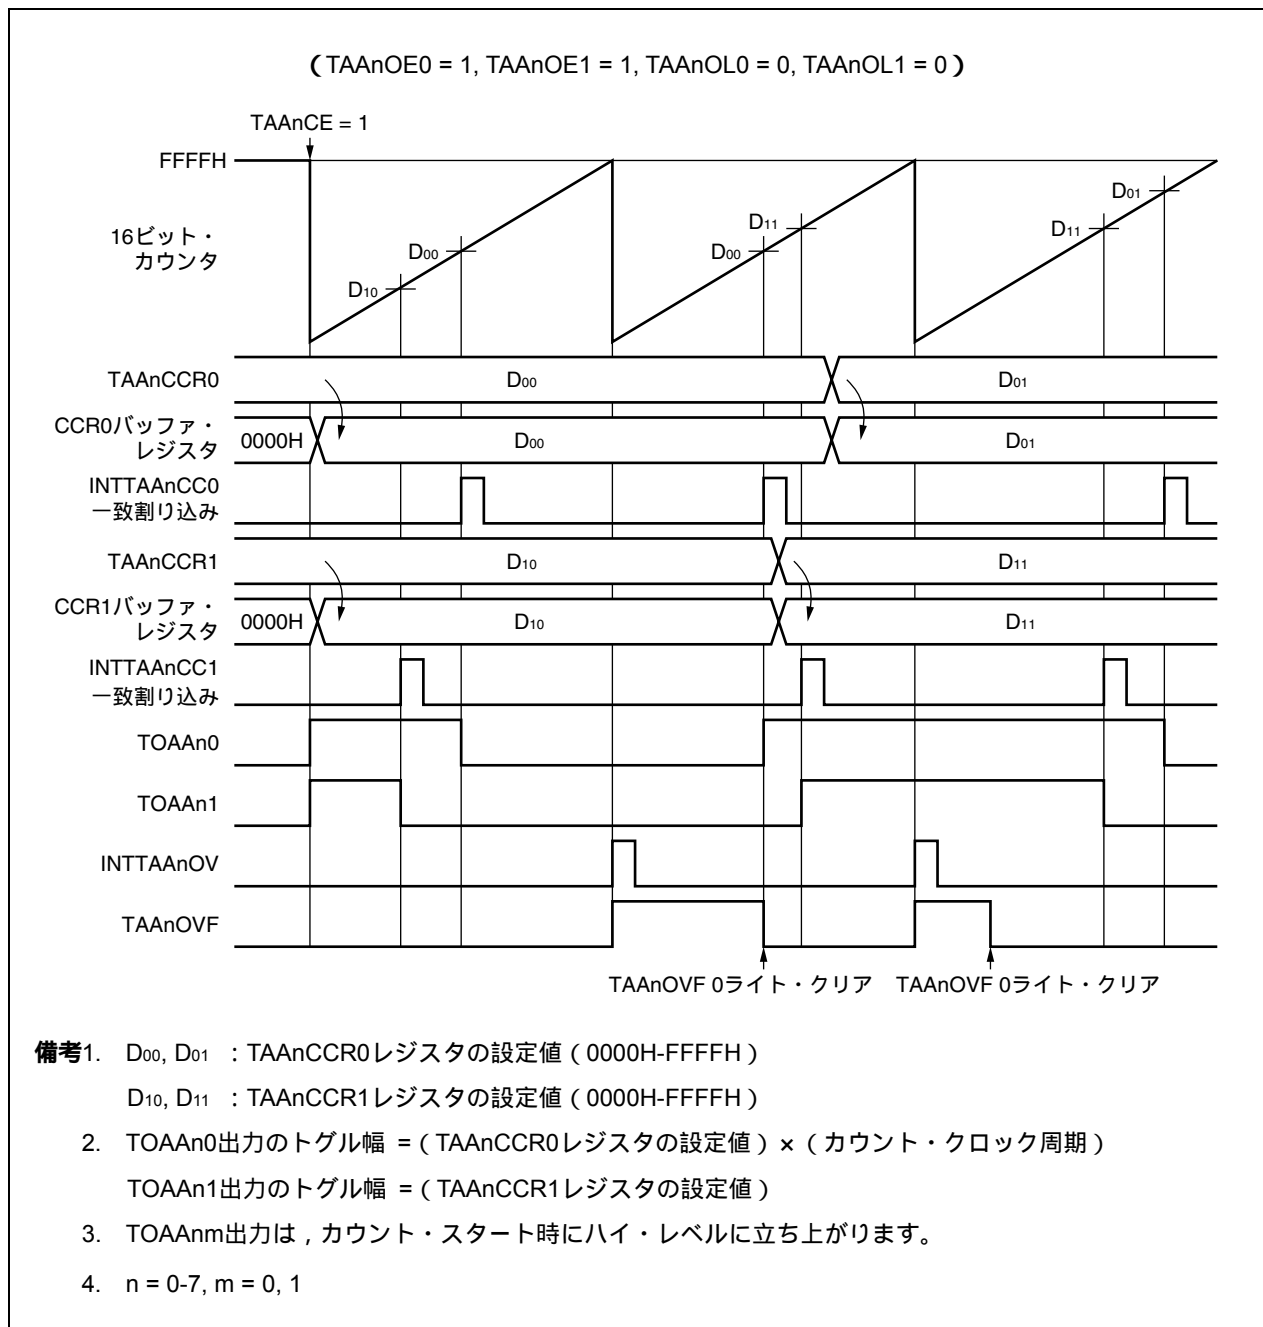 (TAAnOE0 = 1, TAAnOE1 = 1, TAAnOL0 = 0, TAAnOL1 = 0)
TAAnCE = 1
FFFFH
16ビット・
カウンタ
D10
D00
D00
D11
D11
D01
TAAnCCR0
D00
D01
CCR0バッファ・
レジスタ
0000H
D00
D01
INTTAAnCC0
一致割り込み
TAAnCCR1
D10
D11
CCR1バッファ・
レジスタ
0000H
D10
D11
INTTAAnCC1
一致割り込み
TOAAn0
TOAAn1
INTTAAnOV
TAAnOVF
TAAnOVF 0ライト・クリア
TAAnOVF 0ライト・クリア
備考1. D00, D01 : TAAnCCR0レジスタの設定値（0000H-FFFFH）
D10, D11 : TAAnCCR1レジスタの設定値（0000H-FFFFH）
2. TOAAn0出力のトグル幅 =（TAAnCCR0レジスタの設定値）×（カウント・クロック周期）
TOAAn1出力のトグル幅 =（TAAnCCR1レジスタの設定値）
3. TOAAnm出力は，カウント・スタート時にハイ・レベルに立ち上がります。
4. n = 0-7, m = 0, 1